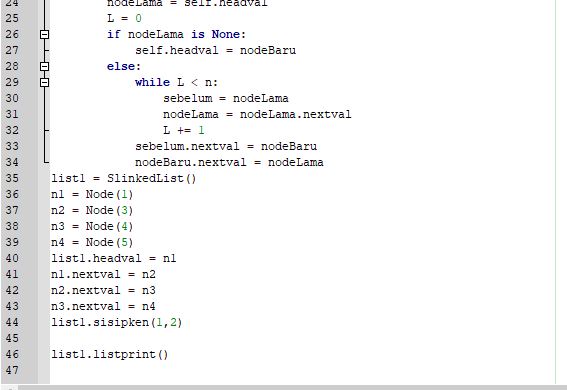 24 nodeLama = self.headval
25 L = 0
26 if nodeLama is None:
27 self.headval = nodeBaru
28 else:
29 while L < n:
30 sebelum = nodeLama
31 nodeLama = nodeLama.nextval
32 L += 1
33 sebelum.nextval = nodeBaru
34 nodeBaru.nextval = nodeLama
35 list1 = SlinkedList()
36 n1 = Node(1)
37 n2 = Node(3)
38 n3 = Node(4)
39 n4 = Node(5)
40 list1.headval = n1
41 n1.nextval = n2
42 n2.nextval = n3
43 n3.nextval = n4
44 list1.sisipken(1,2)
45
46 list1.listprint()
47